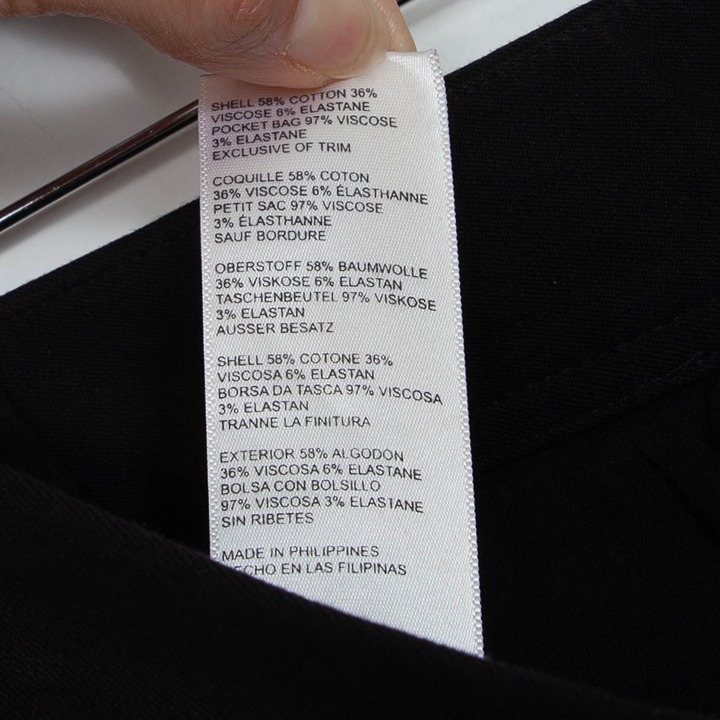 SHELL 58% COTTON 36%
VISCOSE 6% ELASTANE
POCKET BAG 97% VISCOSE
3% ELASTANE
EXCLUSIVE OF TRIM
COQUILLE 58% COTON
36% VISCOSE 6% ÉLASTHANNE
PETIT SAC 97% VISCOSE
3% ÉLASTHANNE
SAUF BORDURE
OBERSTOFF 58% BAUMWOLLE
36% VISKOSE 6% ELASTAN
TASCHENBEUTEL 97% VISKOSE
3% ELASTAN
AUSSER BESATZ
SHELL 58% COTONE 36%
VISCOSA 6% ELASTAN
BORSA DA TASCA 97% VISCOSA
3% ELASTAN
TRANNE LA FINITURA
EXTERIOR 58% ALGODON
36% VISCOSA 6% ELASTANE
BOLSA CON BOLSILLO
97% VISCOSA 3% ELASTANE
SIN RIBETES
MADE IN PHILIPPINES
ECHO EN LAS FILIPINAS